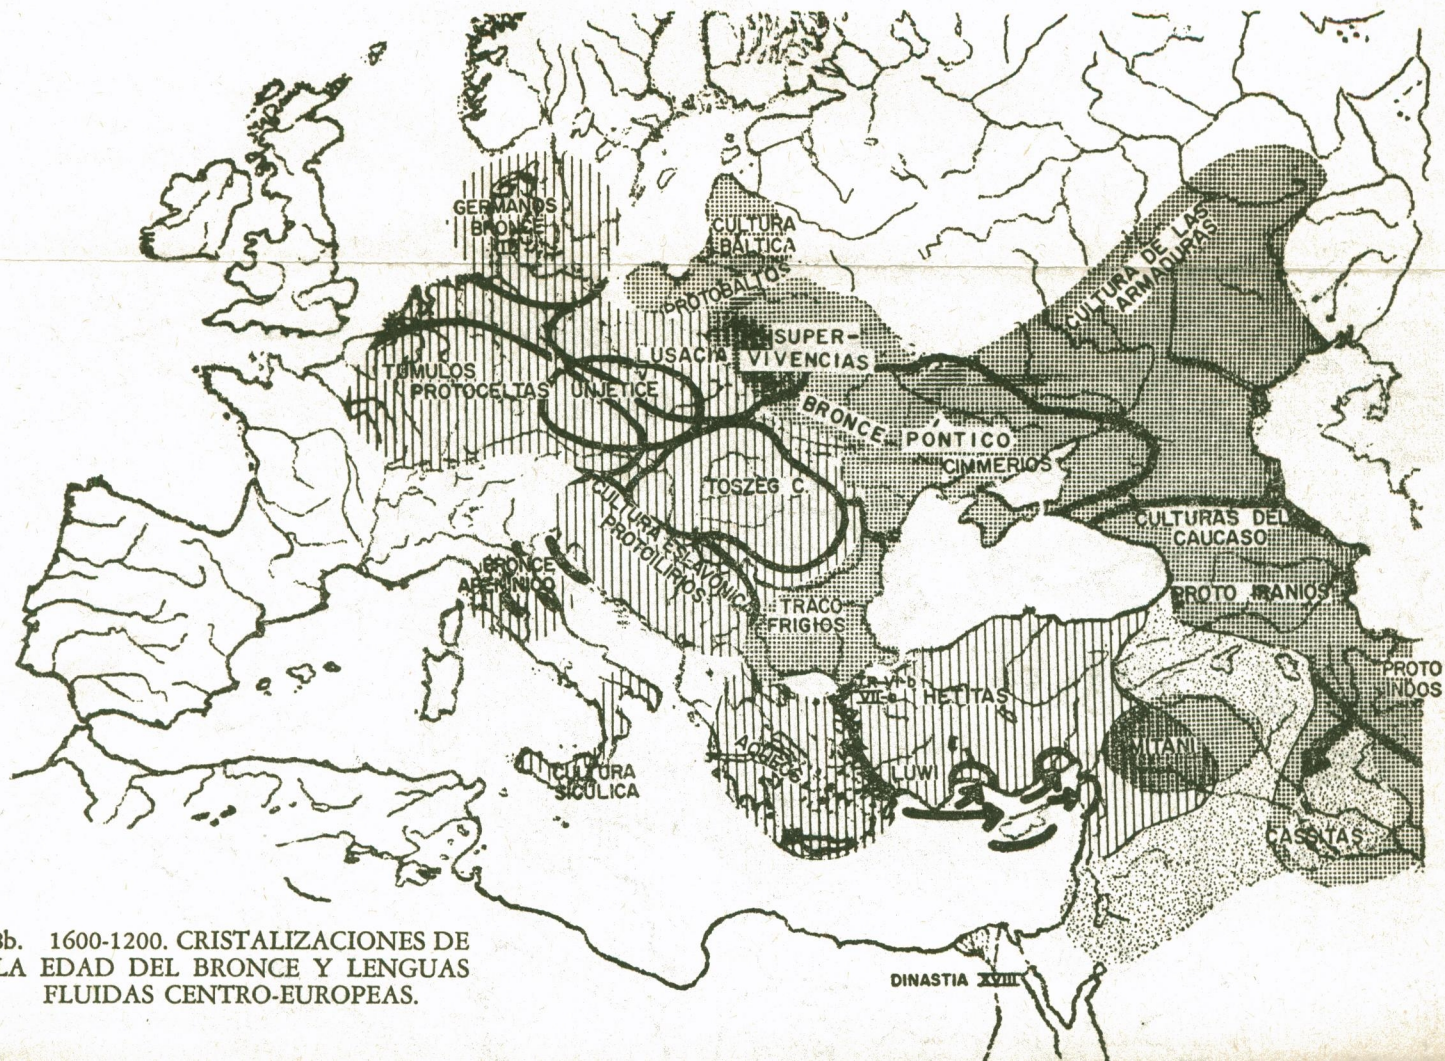 GERMANOS
BRONCE
CULTURA
BALTICA
PROTOBALTOS
CULTURA DE LAS
ARMADURAS
SUPER-
VIVENCIAS
LUSACIA
TUMULOS
PROTOCELTAS
UNJETICE
BRONCE PONTICO
CIMMERIOS
TOSZEG C.
CULTURA ESLAVONICA
PROTOILIRIOS
CULTURAS DEL
CAUCASO
BRONCE
APENINICO
PROTO IRANIOS
TRACO
FRIGIOS
PROTO
INDOS
HETITAS
MITANI
AQUEOS
LUWI
CULTURA
SICULICA
CASSITAS
DINASTIA XVIII
8b. 1600-1200. CRISTALIZACIONES DE
LA EDAD DEL BRONCE Y LENGUAS
FLUIDAS CENTRO-EUROPEAS.